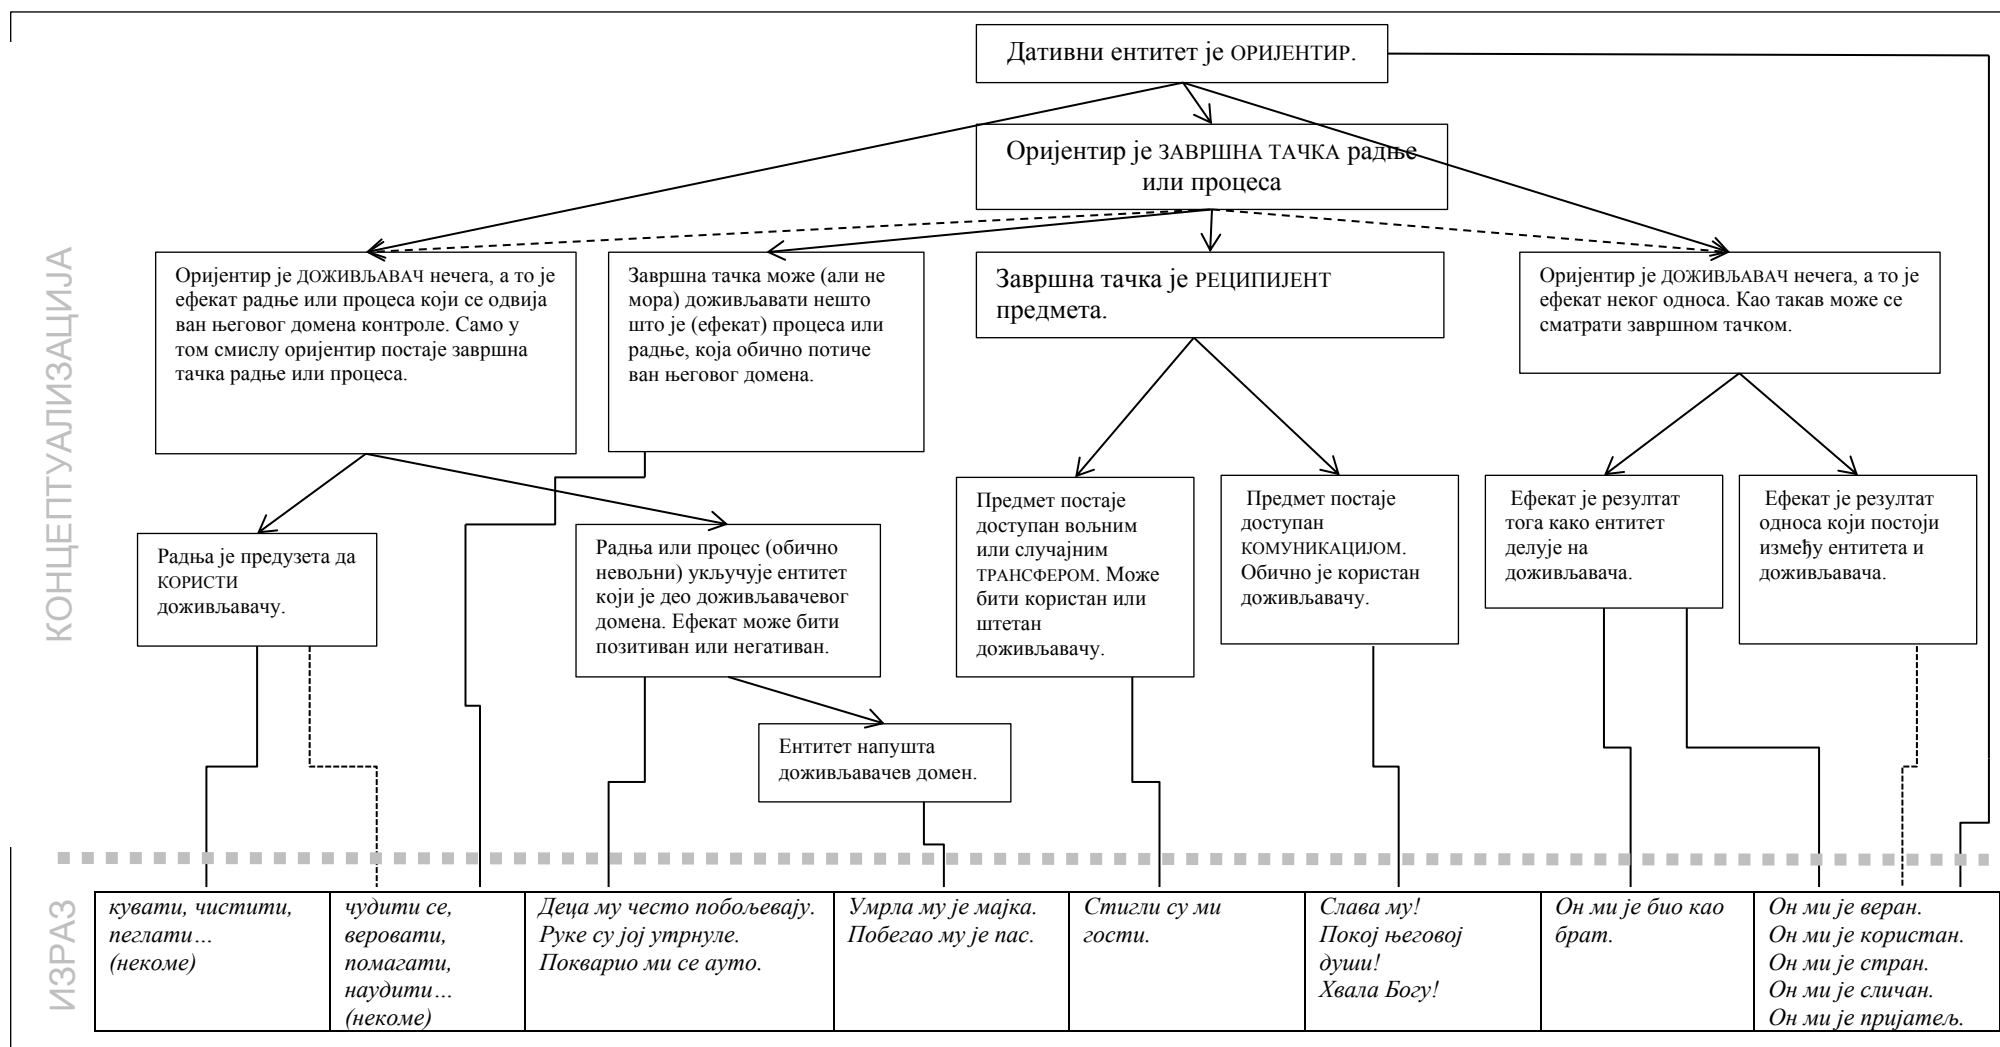 Дативни ентитет је ОРИЈЕНТИР.
Оријентир је ЗАВРШНА ТАЧКА радње
или процеса
КОНЦЕПТУАЛИЗАЦИЈА
Оријентир је ДОЖИВЉАВАЧ нечега, а то је
ефекат радње или процеса који се одвија
ван његовог домена контроле. Само у
том смислу оријентир постаје завршна
тачка радње или процеса.
Завршна тачка може (али не
мора) доживљавати нешто
што је (ефекат) процеса или
радње, која обично потиче
ван његовог домена.
Завршна тачка је РЕЦИПИЈЕНТ
предмета.
Оријентир је ДОЖИВЉАВАЧ нечега, а то је
ефекат неког односа. Као такав може се
сматрати завршном тачком.
Радња је предузета да
КОРИСТИ
доживљавачу.
Радња или процес (обично
невољни) укључује ентитет
који је део доживљавачевог
домена. Ефекат може бити
позитиван или негативан.
Предмет постаје
доступан вољним
или случајним
ТРАНСФЕРОМ. Може
бити користан или
штетан
доживљавачу.
Предмет постаје
доступан
КОМУНИКАЦИЈОМ.
Обично је користан
доживљавачу.
Ефекат је резултат
тога како ентитет
делује на
доживљавача.
Ефекат је резултат
односа који постоји
између ентитета и
доживљавача.
Ентитет напушта
доживљавачев домен.
ИЗРАЗ
кувати, чистити,
пеглати…
(некоме)
чудити се,
веровати,
помагати,
наудити…
(некоме)
Деца му често побољевају.
Руке су јој утрнуле.
Покварио ми се ауто.
Умрла му је мајка.
Побегао му је пас.
Стигли су ми
гости.
Слава му!
Покој његовој
души!
Хвала Богу!
Он ми је био као
брат.
Он ми је веран.
Он ми је користан.
Он ми је стран.
Он ми је сличан.
Он ми је пријатељ.